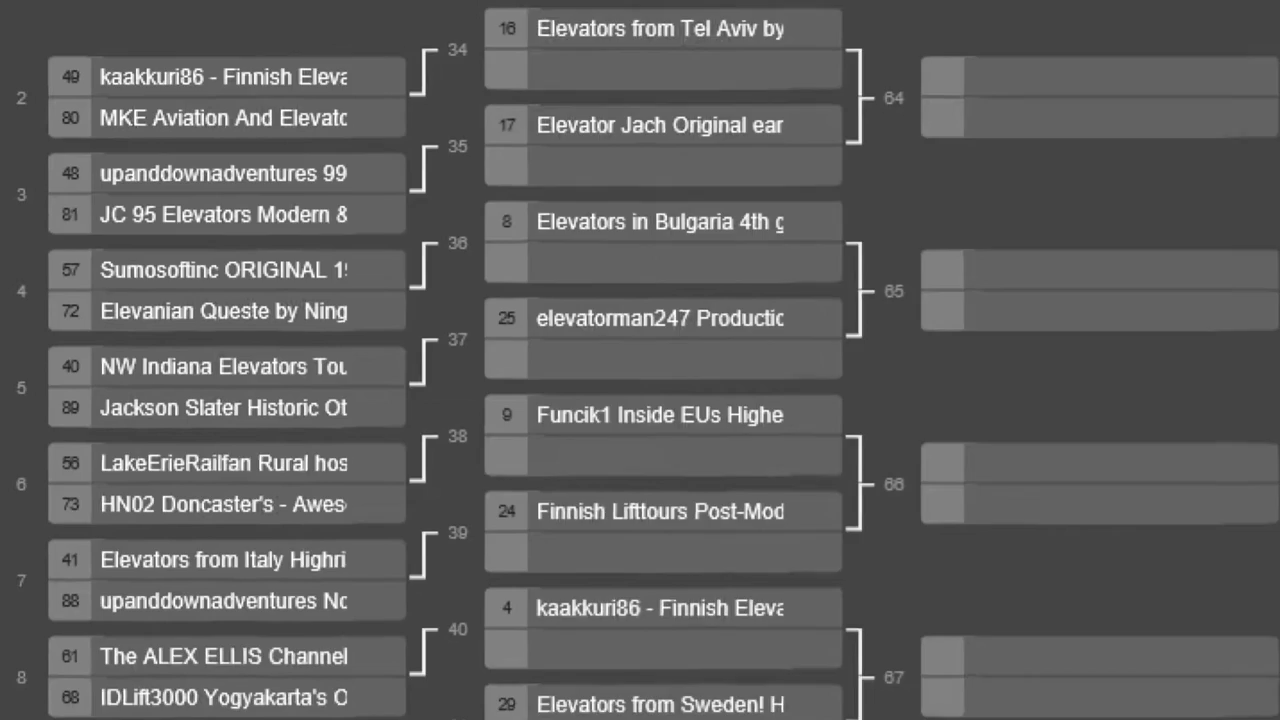 2
49 kaakkuri86 - Finnish Eleva
80 MKE Aviation And Elevato
3
48 upanddownadventures 99
81 JC 95 Elevators Modern &
4
57 Sumosoftinc ORIGINAL 1
72 Elevanian Queste by Ning
5
40 NW Indiana Elevators Tou
89 Jackson Slater Historic Ot
6
56 LakeErieRailfan Rural hos
73 HN02 Doncaster's - Awes
7
41 Elevators from Italy Highri
88 upanddownadventures No
8
61 The ALEX ELLIS Channel
68 IDLift3000 Yogyakarta's O
34
16 Elevators from Tel Aviv by
35
17 Elevator Jach Original ear
36
8 Elevators in Bulgaria 4th g
37
25 elevatorman247 Productic
38
9 Funcik1 Inside EUs Highe
39
24 Finnish Lifttours Post-Mod
40
4 kaakkuri86 - Finnish Eleva
29 Elevators from Sweden! H
64
65
66
67